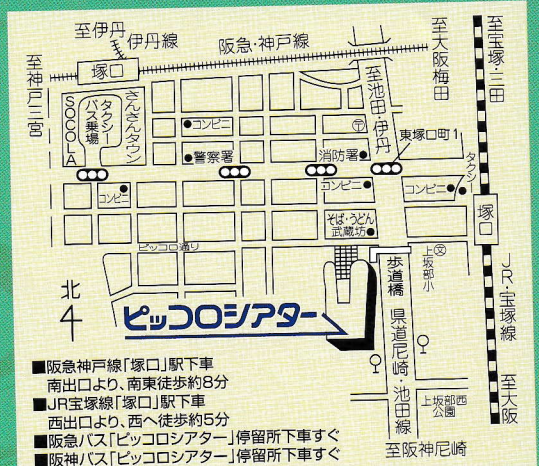 至伊丹
伊丹線
阪急・神戸線
至大阪梅田
至宝塚・三田
至神戸三宮
塚口
SOCOLA
タクシー
バス乗場
さんさんタウン
コンビニ
警察署
至池田・伊丹
〒
消防署
東塚口町1
タクシー
コンビニ
コンビニ
コンビニ
塚口
そば・うどん
武蔵坊
ピッコロ通り
歩道橋
上坂部小
文
JR・宝塚線
北
4
ピッコロシアター
県道尼崎・池田線
上坂部西
公園
至大阪
至阪神尼崎
■阪急神戸線「塚口」駅下車
南出口より、南東徒歩約8分
■JR宝塚線「塚口」駅下車
西出口より、西へ徒歩約5分
■阪急バス「ピッコロシアター」停留所下車すぐ
■阪神バス「ピッコロシアター」停留所下車すぐ